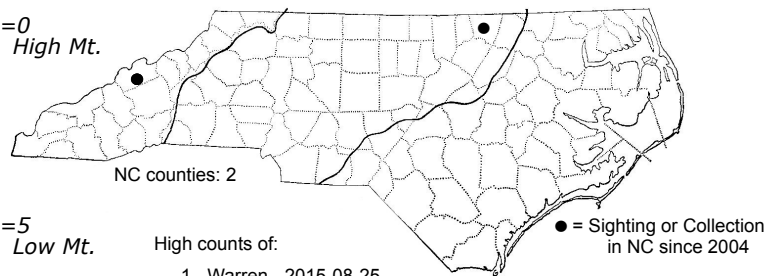 =0
High Mt.
NC counties: 2
=5
Low Mt.
High counts of:
1 - Warren - 2015-08-25
● = Sighting or Collection
in NC since 2004